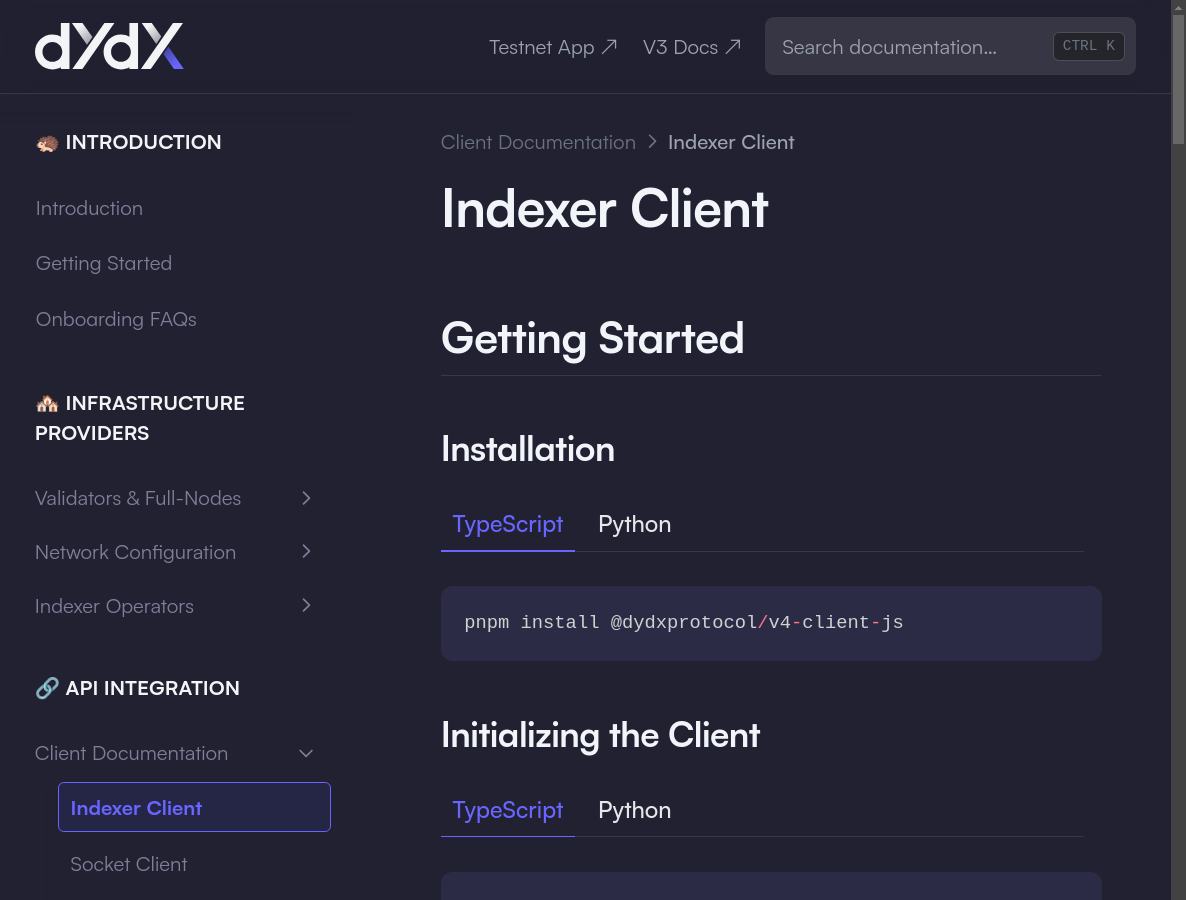 dYdX
Testnet App ↗
V3 Docs ↗
Search documentation…
CTRL K
🦔 INTRODUCTION
Introduction
Getting Started
Onboarding FAQs
🏘️ INFRASTRUCTURE
PROVIDERS
Validators & Full-Nodes
Network Configuration
Indexer Operators
🔗 API INTEGRATION
Client Documentation
Indexer Client
Socket Client
Client Documentation > Indexer Client
Indexer Client
Getting Started
Installation
TypeScript Python
pnpm install @dydxprotocol/v4-client-js
Initializing the Client
TypeScript Python